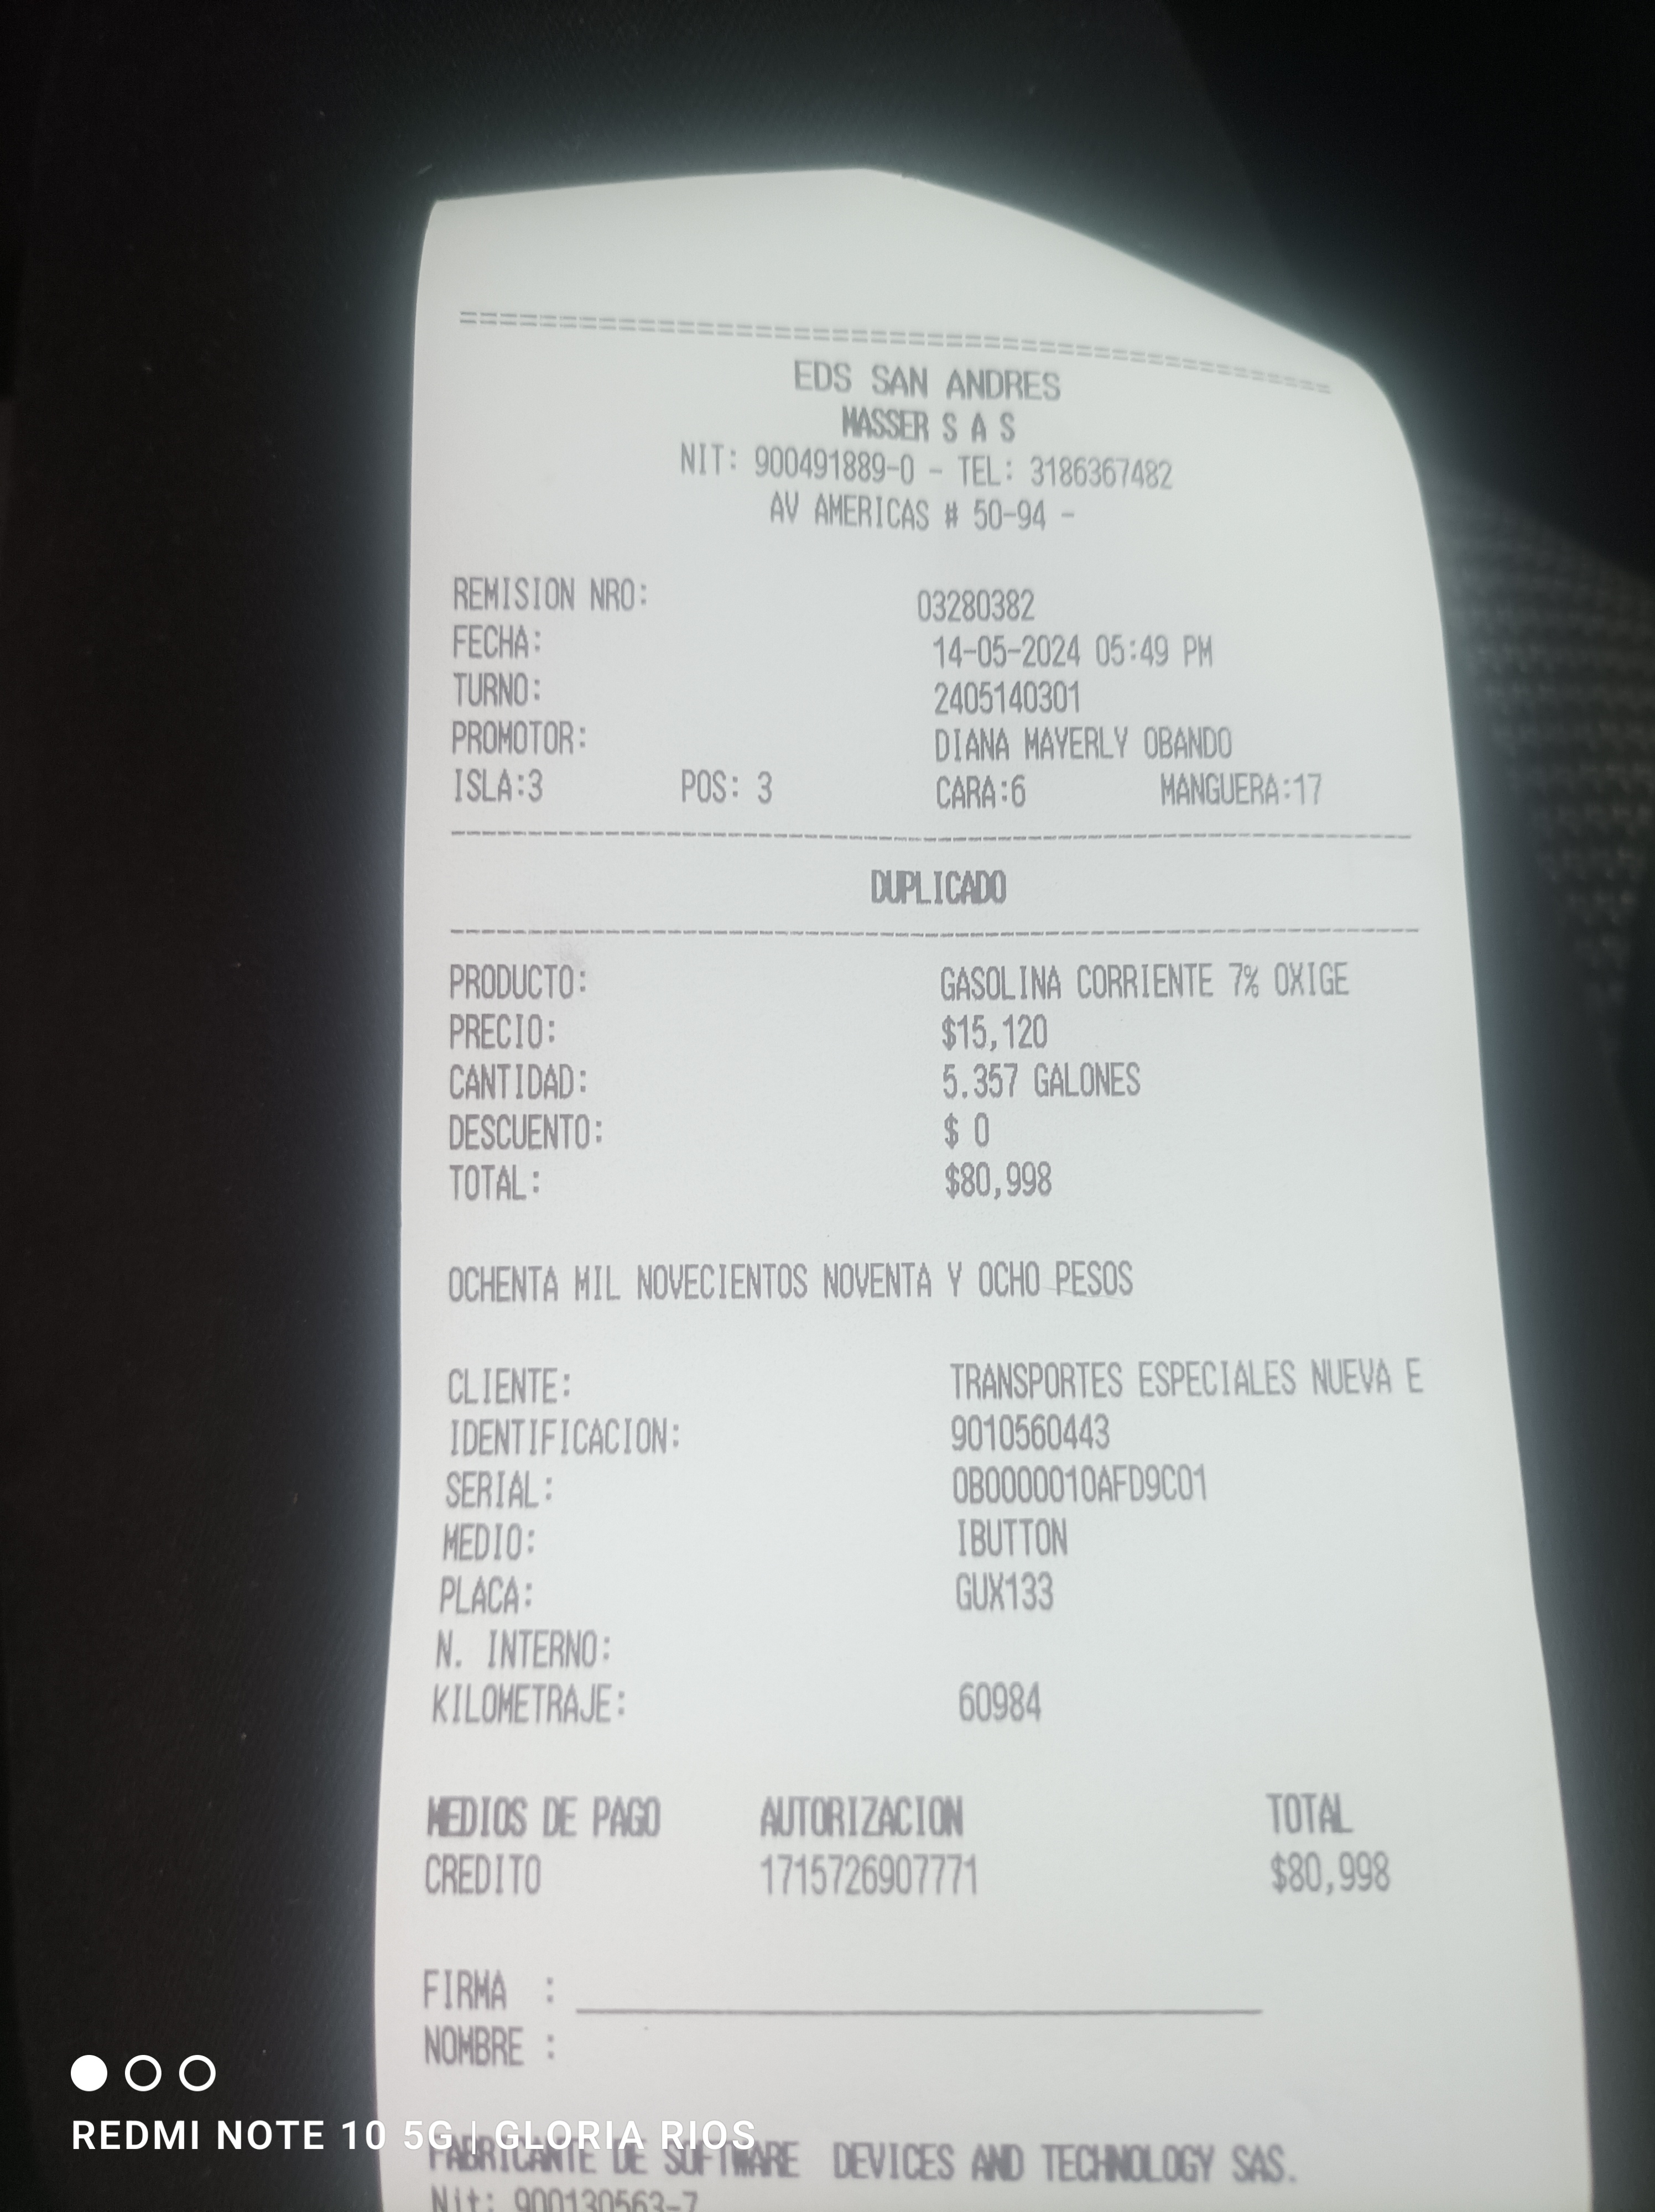 EDS SAN ANDRES
MASSER S A S
NIT: 900491889-0 - TEL: 3186367482
AV AMERICAS # 50-94 -
REMISION NRO: 03280382
FECHA: 14-05-2024 05:49 PM
TURNO: 2405140301
PROMOTOR: DIANA MAYERLY OBANDO
ISLA:3 POS: 3 CARA:6 MANGUERA:17
DUPLICADO
PRODUCTO: GASOLINA CORRIENTE 7% OXIGE
PRECIO: $15,120
CANTIDAD: 5.357 GALONES
DESCUENTO: $ 0
TOTAL: $80,998
OCHENTA MIL NOVECIENTOS NOVENTA Y OCHO PESOS
CLIENTE: TRANSPORTES ESPECIALES NUEVA E
IDENTIFICACION: 9010560443
SERIAL: 0B0000010AFD9C01
MEDIO: IBUTTON
PLACA: GUX133
N. INTERNO:
KILOMETRAJE: 60984
MEDIOS DE PAGO AUTORIZACION TOTAL
CREDITO 1715726907771 $80,998
FIRMA :
NOMBRE :
REDMI NOTE 10 5G | GLORIA RIOS
FABRICANTE DE SOFTWARE DEVICES AND TECHNOLOGY SAS.
Nit: 900130563-7